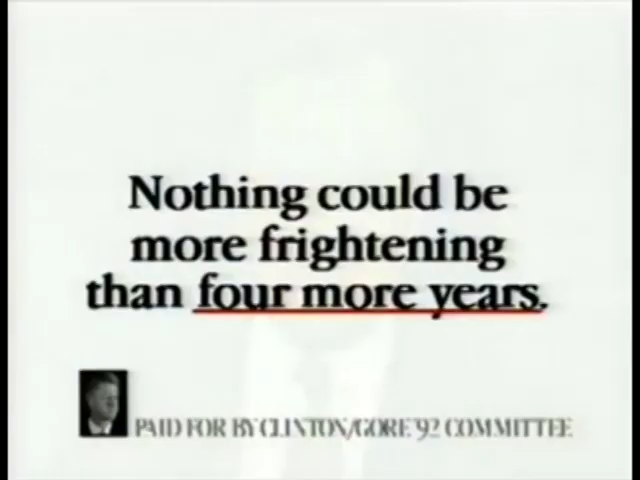 Nothing could be
more frightening
than four more years.
PAID FOR BY CLINTON/GORE '92 COMMITTEE